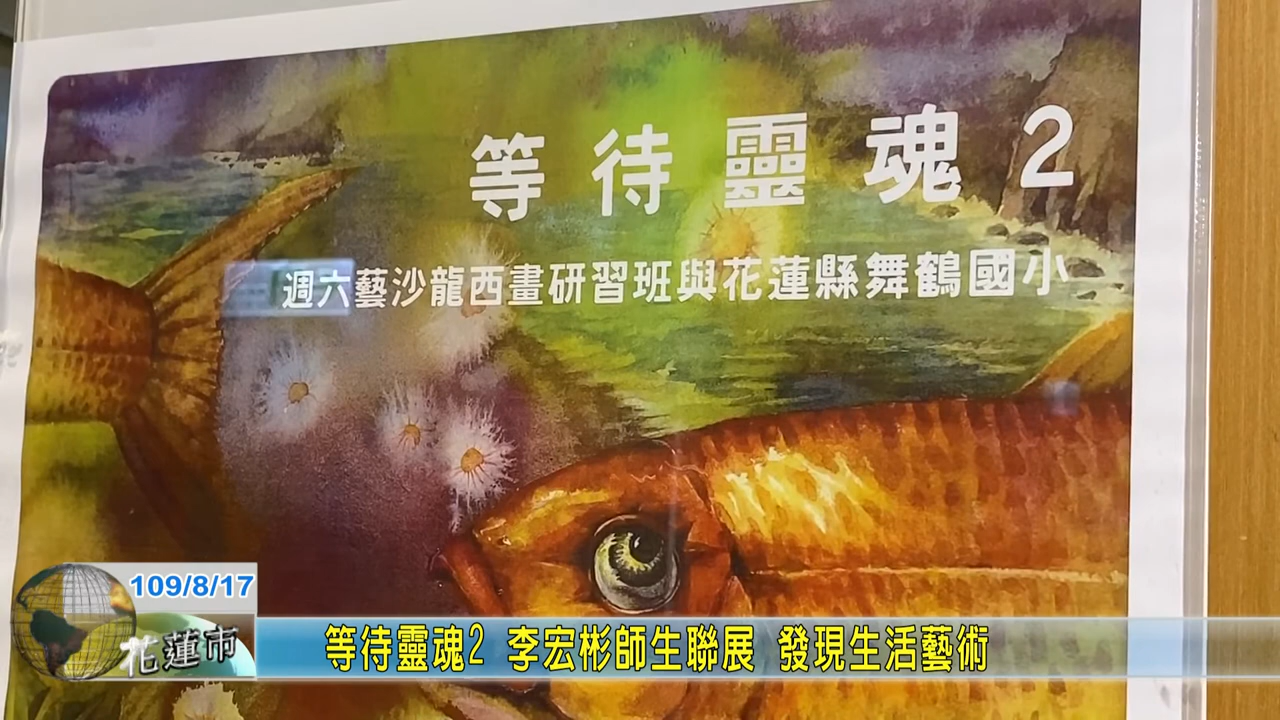 等待靈魂2
週六藝沙龍西畫研習班與花蓮縣舞鶴國小
109/8/17
花蓮市
等待靈魂2 李宏彬師生聯展 發現生活藝術